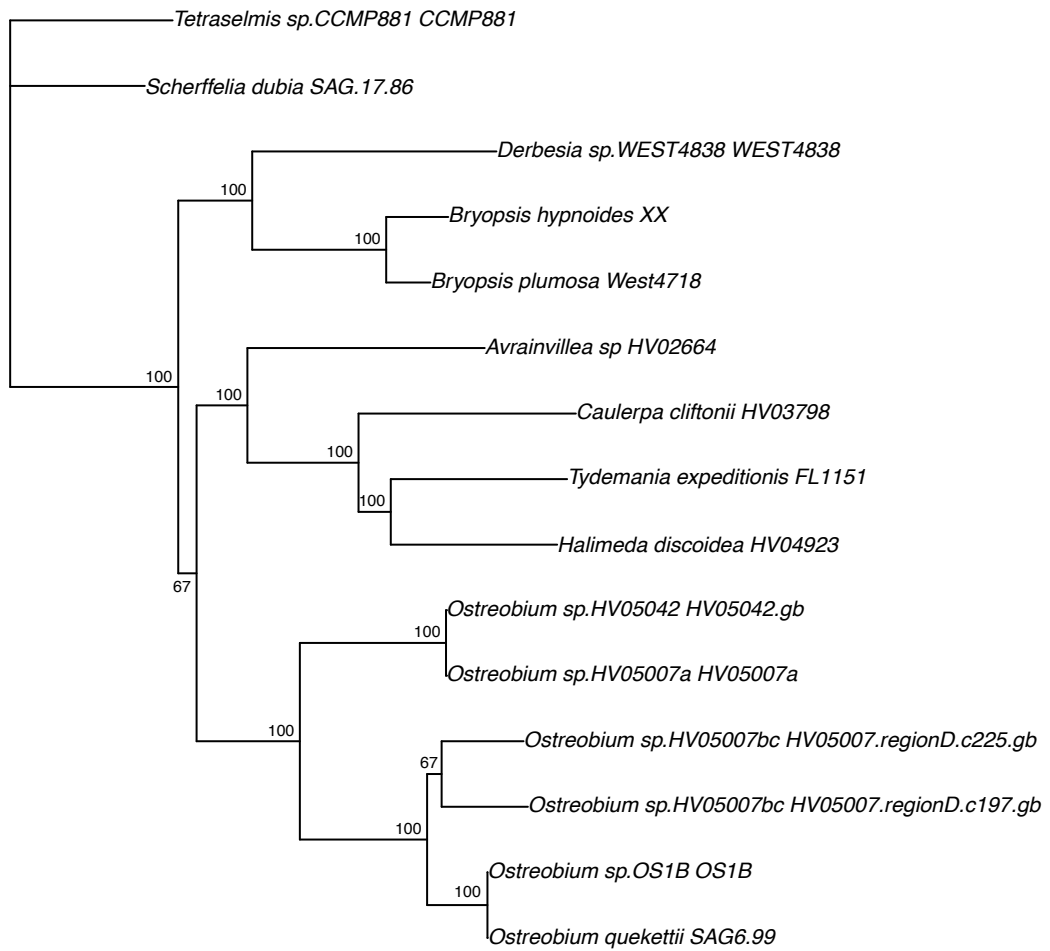 Tetraselmis sp.CCMP881 CCMP881
Scherffelia dubia SAG.17.86
Derbesia sp.WEST4838 WEST4838
100
Bryopsis hypnoides XX
100
Bryopsis plumosa West4718
Avrainvillea sp HV02664
100
100
Caulerpa cliftonii HV03798
100
Tydemania expeditionis FL1151
100
Halimeda discoidea HV04923
67
Ostreobium sp.HV05042 HV05042.gb
100
Ostreobium sp.HV05007a HV05007a
100
Ostreobium sp.HV05007bc HV05007.regionD.c225.gb
67
Ostreobium sp.HV05007bc HV05007.regionD.c197.gb
100
Ostreobium sp.OS1B OS1B
100
Ostreobium quekettii SAG6.99